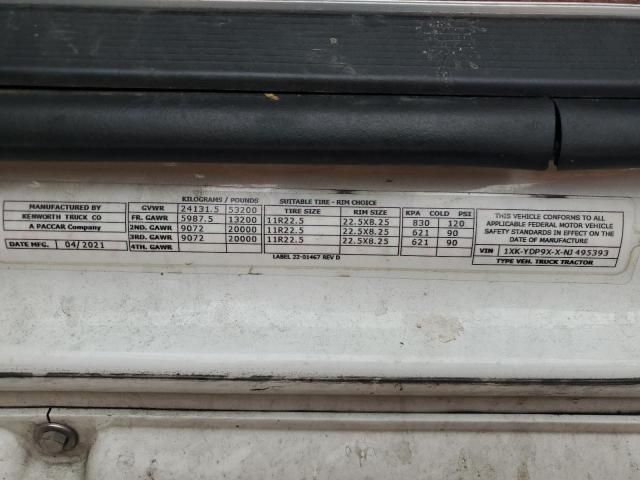 MANUFACTURED BY
KENWORTH TRUCK CO
A PACCAR Company
DATE MFG. 04/2021
KILOGRAMS / POUNDS
GVWR 24131.5 53200
FR. GAWR 5987.5 13200
2ND. GAWR 9072 20000
3RD. GAWR 9072 20000
4TH. GAWR
SUITABLE TIRE - RIM CHOICE
TIRE SIZE RIM SIZE KPA COLD PSI
11R22.5 22.5X8.25 830 120
11R22.5 22.5X8.25 621 90
11R22.5 22.5X8.25 621 90
LABEL 22-01467 REV D
THIS VEHICLE CONFORMS TO ALL
APPLICABLE FEDERAL MOTOR VEHICLE
SAFETY STANDARDS IN EFFECT ON THE
DATE OF MANUFACTURE
VIN 1XK-YDP9X-X-NJ 495393
TYPE VEH. TRUCK TRACTOR